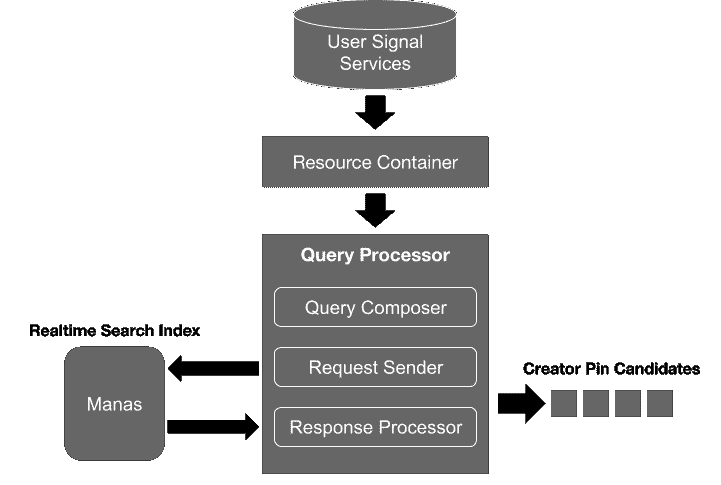 User Signal
Services
Resource Container
Query Processor
Query Composer
Realtime Search Index
Request Sender
Creator Pin Candidates
Manas
Response Processor